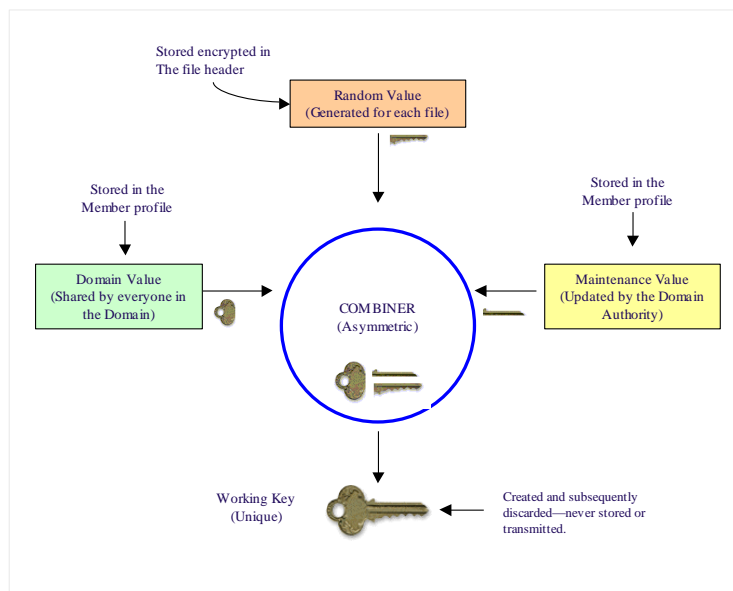 Stored encrypted in
The file header
Random Value
(Generated for each file)
Stored in the
Member profile
Stored in the
Member profile
Domain Value
(Shared by everyone in
the Domain)
COMBINER
(Asymmetric)
Maintenance Value
(Updated by the Domain
Authority)
Working Key
(Unique)
Created and subsequently
discarded—never stored or
transmitted.